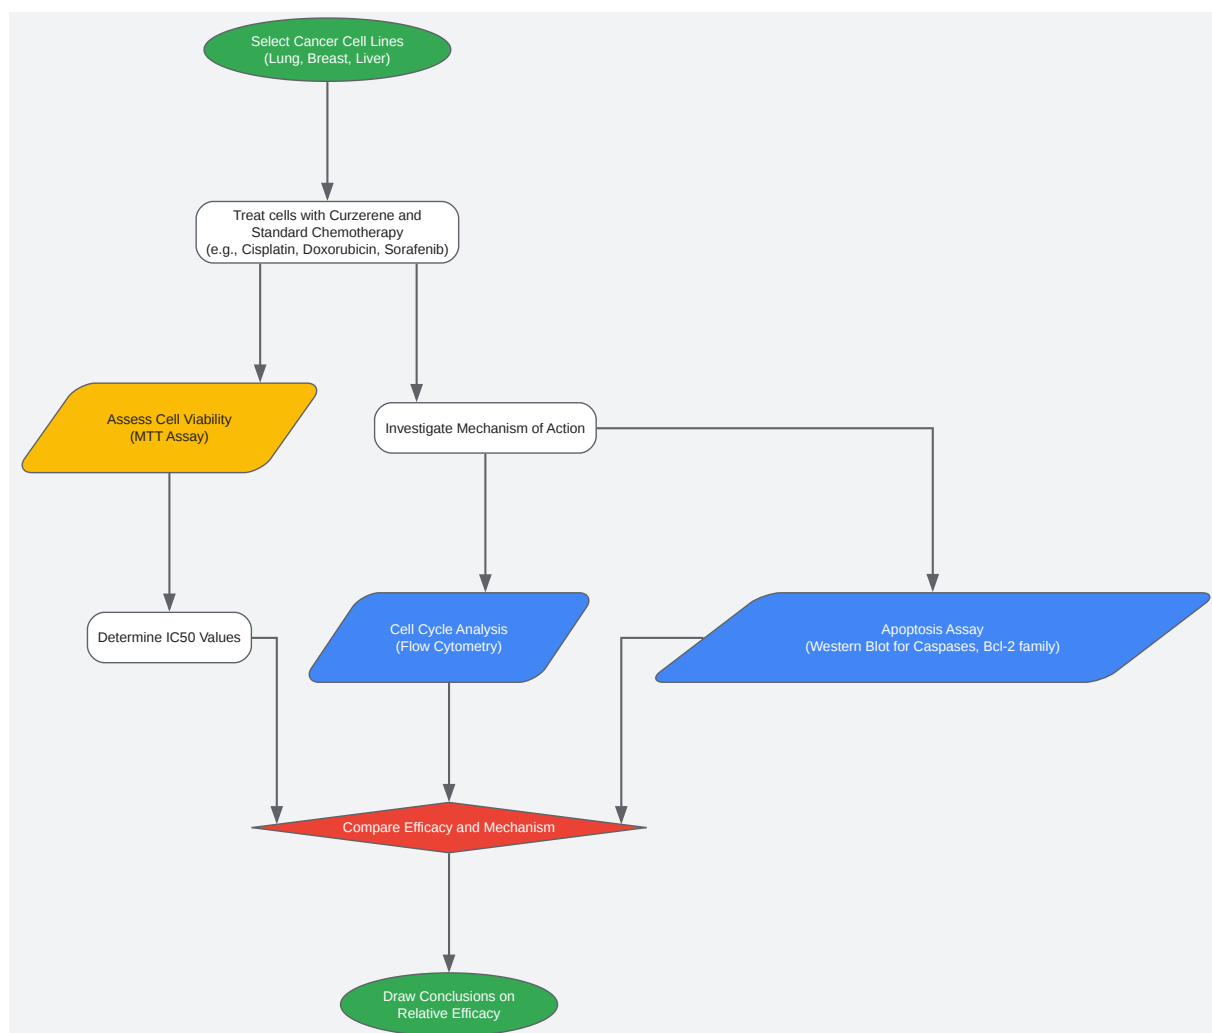 Select Cancer Cell Lines
(Lung, Breast, Liver)
Treat cells with Curzerene and
Standard Chemotherapy
(e.g., Cisplatin, Doxorubicin, Sorafenib)
Assess Cell Viability
(MTT Assay)
Investigate Mechanism of Action
Determine IC50 Values
Cell Cycle Analysis
(Flow Cytometry)
Apoptosis Assay
(Western Blot for Caspases, Bcl-2 family)
Compare Efficacy and Mechanism
Draw Conclusions on
Relative Efficacy